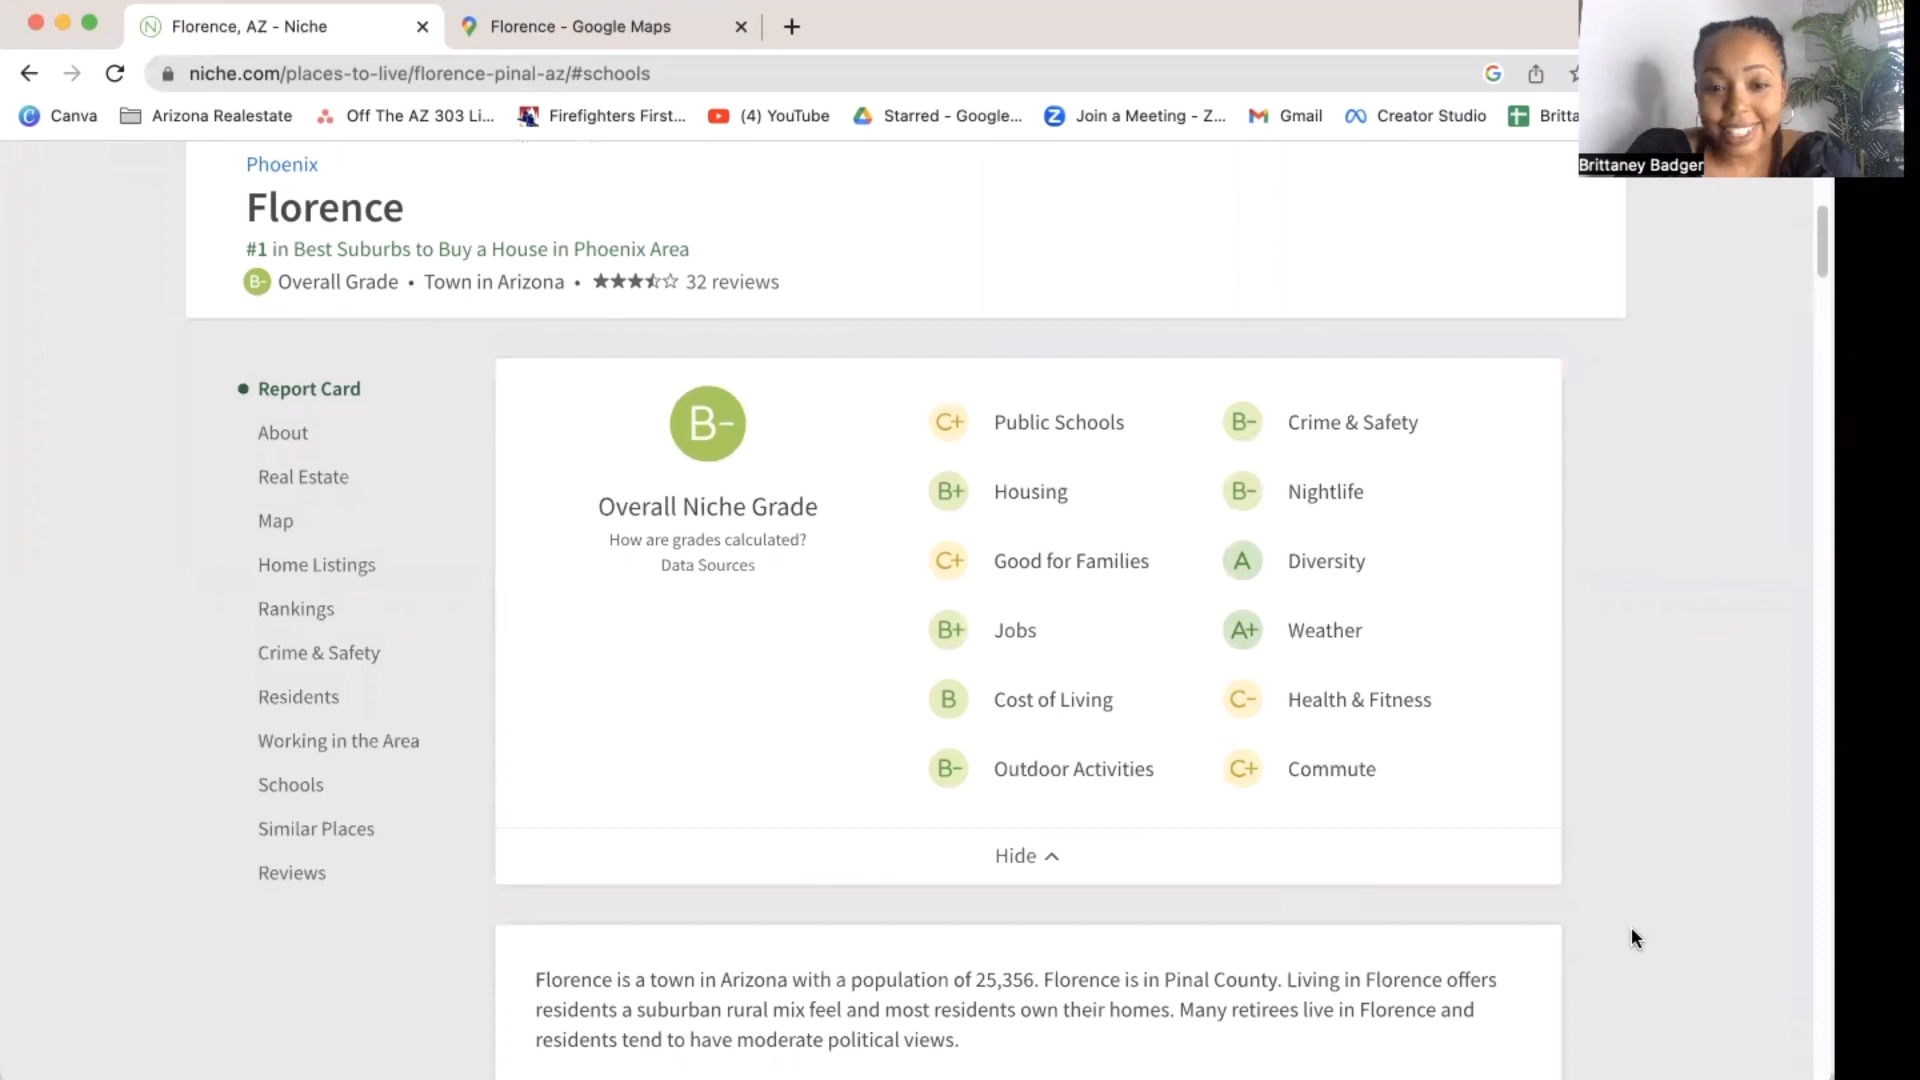 Florence, AZ - Niche
Florence - Google Maps
niche.com/places-to-live/florence-pinal-az/#schools
Canva
Arizona Realestate
Off The AZ 303 Li...
Firefighters First...
(4) YouTube
Starred - Google...
Join a Meeting - Z...
Gmail
Creator Studio
Britta
Brittaney Badger
Phoenix
Florence
#1 in Best Suburbs to Buy a House in Phoenix Area
B- Overall Grade • Town in Arizona • 32 reviews
Report Card
About
Real Estate
Map
Home Listings
Rankings
Crime & Safety
Residents
Working in the Area
Schools
Similar Places
Reviews
B-
Overall Niche Grade
How are grades calculated?
Data Sources
C+ Public Schools
B+ Housing
C+ Good for Families
B+ Jobs
B Cost of Living
B- Outdoor Activities
B- Crime & Safety
B- Nightlife
A Diversity
A+ Weather
C- Health & Fitness
C+ Commute
Hide
Florence is a town in Arizona with a population of 25,356. Florence is in Pinal County. Living in Florence offers
residents a suburban rural mix feel and most residents own their homes. Many retirees live in Florence and
residents tend to have moderate political views.